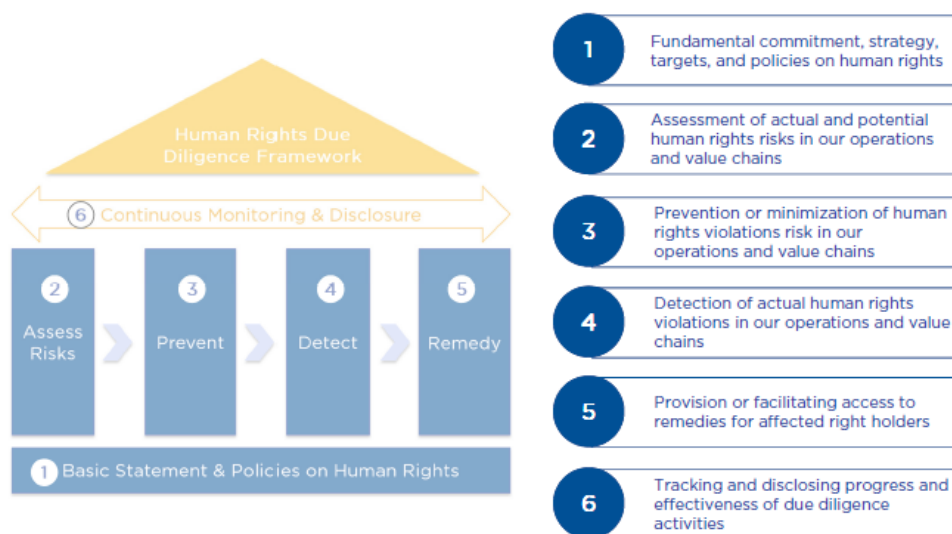 Human Rights Due
Diligence Framework
6 Continuous Monitoring & Disclosure
2
Assess
Risks
3
Prevent
4
Detect
5
Remedy
1 Basic Statement & Policies on Human Rights
1
Fundamental commitment, strategy,
targets, and policies on human rights
2
Assessment of actual and potential
human rights risks in our operations
and value chains
3
Prevention or minimization of human
rights violations risk in our
operations and value chains
4
Detection of actual human rights
violations in our operations and value
chains
5
Provision or facilitating access to
remedies for affected right holders
6
Tracking and disclosing progress and
effectiveness of due diligence
activities